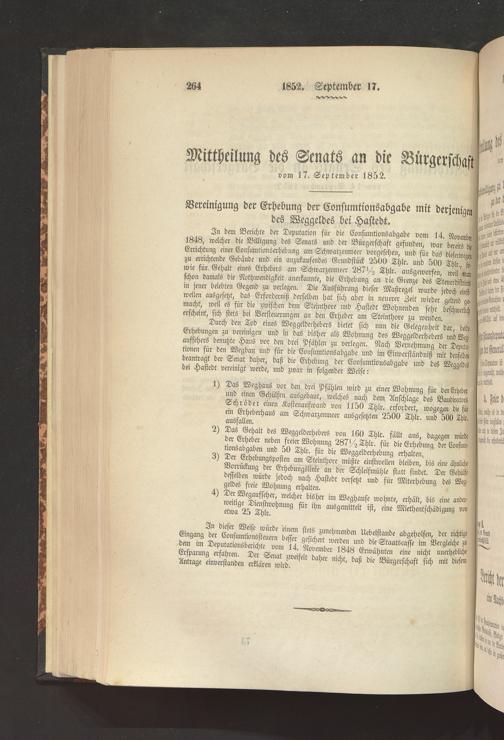 264 1852. September 17.
Mittheilung des Senats an die Bürgerschaft
vom 17. September 1852.
Vereinigung der Erhebung der Consumtionsabgabe mit derjenigen
des Weggeldes bei Hastedt.
In dem Berichte der Deputation für die Consumtionsabgabe vom 14. November
1848, welcher die Billigung des Senats und der Bürgerschaft gefunden, war bereits die
Errichtung einer Consumtionserhebung am Schwarzenmeer vorgesehen, und für das dieserwegen
zu errichtende Gebäude und ein anzukaufendes Grundstück 2500 Thlr. und 500 Thlr., so
wie für Gehalt eines Erhebers am Schwarzenmeer 287½ Thlr. ausgeworfen, weil man
schon damals die Nothwendigkeit anerkannte, die Erhebung an die Grenze des Steuerdistricts
in jener belebten Gegend zu verlegen. Die Ausführung dieser Maßregel wurde jedoch einst-
weilen ausgesetzt, das Erforderniß derselben hat sich aber in neuerer Zeit wieder geltend ge-
macht, weil es für die zwischen dem Steinthore und Hastedt Wohnenden sehr beschwerlich
erscheint, sich stets bei Versteuerungen an den Erheber am Steinthore zu wenden.
Durch den Tod eines Weggelderhebers bietet sich nun die Gelegenheit dar, beide
Erhebungen zu vereinigen und in das bisher als Wohnung des Weggelderhebers und Weg-
aufsehers benutzte Haus vor den drei Pfählen zu verlegen. Nach Vernehmung der Deputa-
tionen für den Wegbau und für die Consumtionsabgabe und im Einverständniß mit denselben
beantragt der Senat daher, daß die Erhebung der Consumtionsabgabe und des Weggeldes
bei Hastedt vereinigt werde, und zwar in folgender Weise:
1) Das Weghaus vor den drei Pfählen wird zu einer Wohnung für den Erheber
und einen Gehülfen ausgebaut, welches nach dem Anschlage des Baudirectors
Schröder einen Kostenaufwand von 1150 Thlr. erfordert, wogegen die für
ein Erheberhaus am Schwarzenmeer ausgesetzten 2500 Thlr. und 500 Thlr.
ausfallen.
2) Das Gehalt des Weggelderhebers von 160 Thlr. fällt aus, dagegen würde
der Erheber neben freier Wohnung 287½ Thlr. für die Erhebung der Consum-
tionsabgaben und 50 Thlr. für die Weggelderhebung erhalten.
3) Der Erhebungsposten am Steinthore müßte einstweilen bleiben, bis eine ähnliche
Vorrückung der Erhebungslinie an der Schleifmühle statt findet. Der Gehülfe
desselben würde jedoch nach Hastedt versetzt und für Miterhebung des Weg-
geldes freie Wohnung erhalten.
4) Der Wegaufseher, welcher bisher im Weghause wohnte, erhält, bis eine ander-
weitige Dienstwohnung für ihn ausgemittelt ist, eine Miethentschädigung von
etwa 25 Thlr.
In dieser Weise würde einem stets zunehmenden Uebelstande abgeholfen, der richtige
Eingang der Consumtionssteuern besser gesichert werden und die Staatscasse im Vergleiche zu
dem im Deputationsberichte vom 14. November 1848 Erwähnten eine nicht unerhebliche
Ersparung erfahren. Der Senat zweifelt daher nicht, daß die Bürgerschaft sich mit diesem
Antrage einverstanden erklären wird.